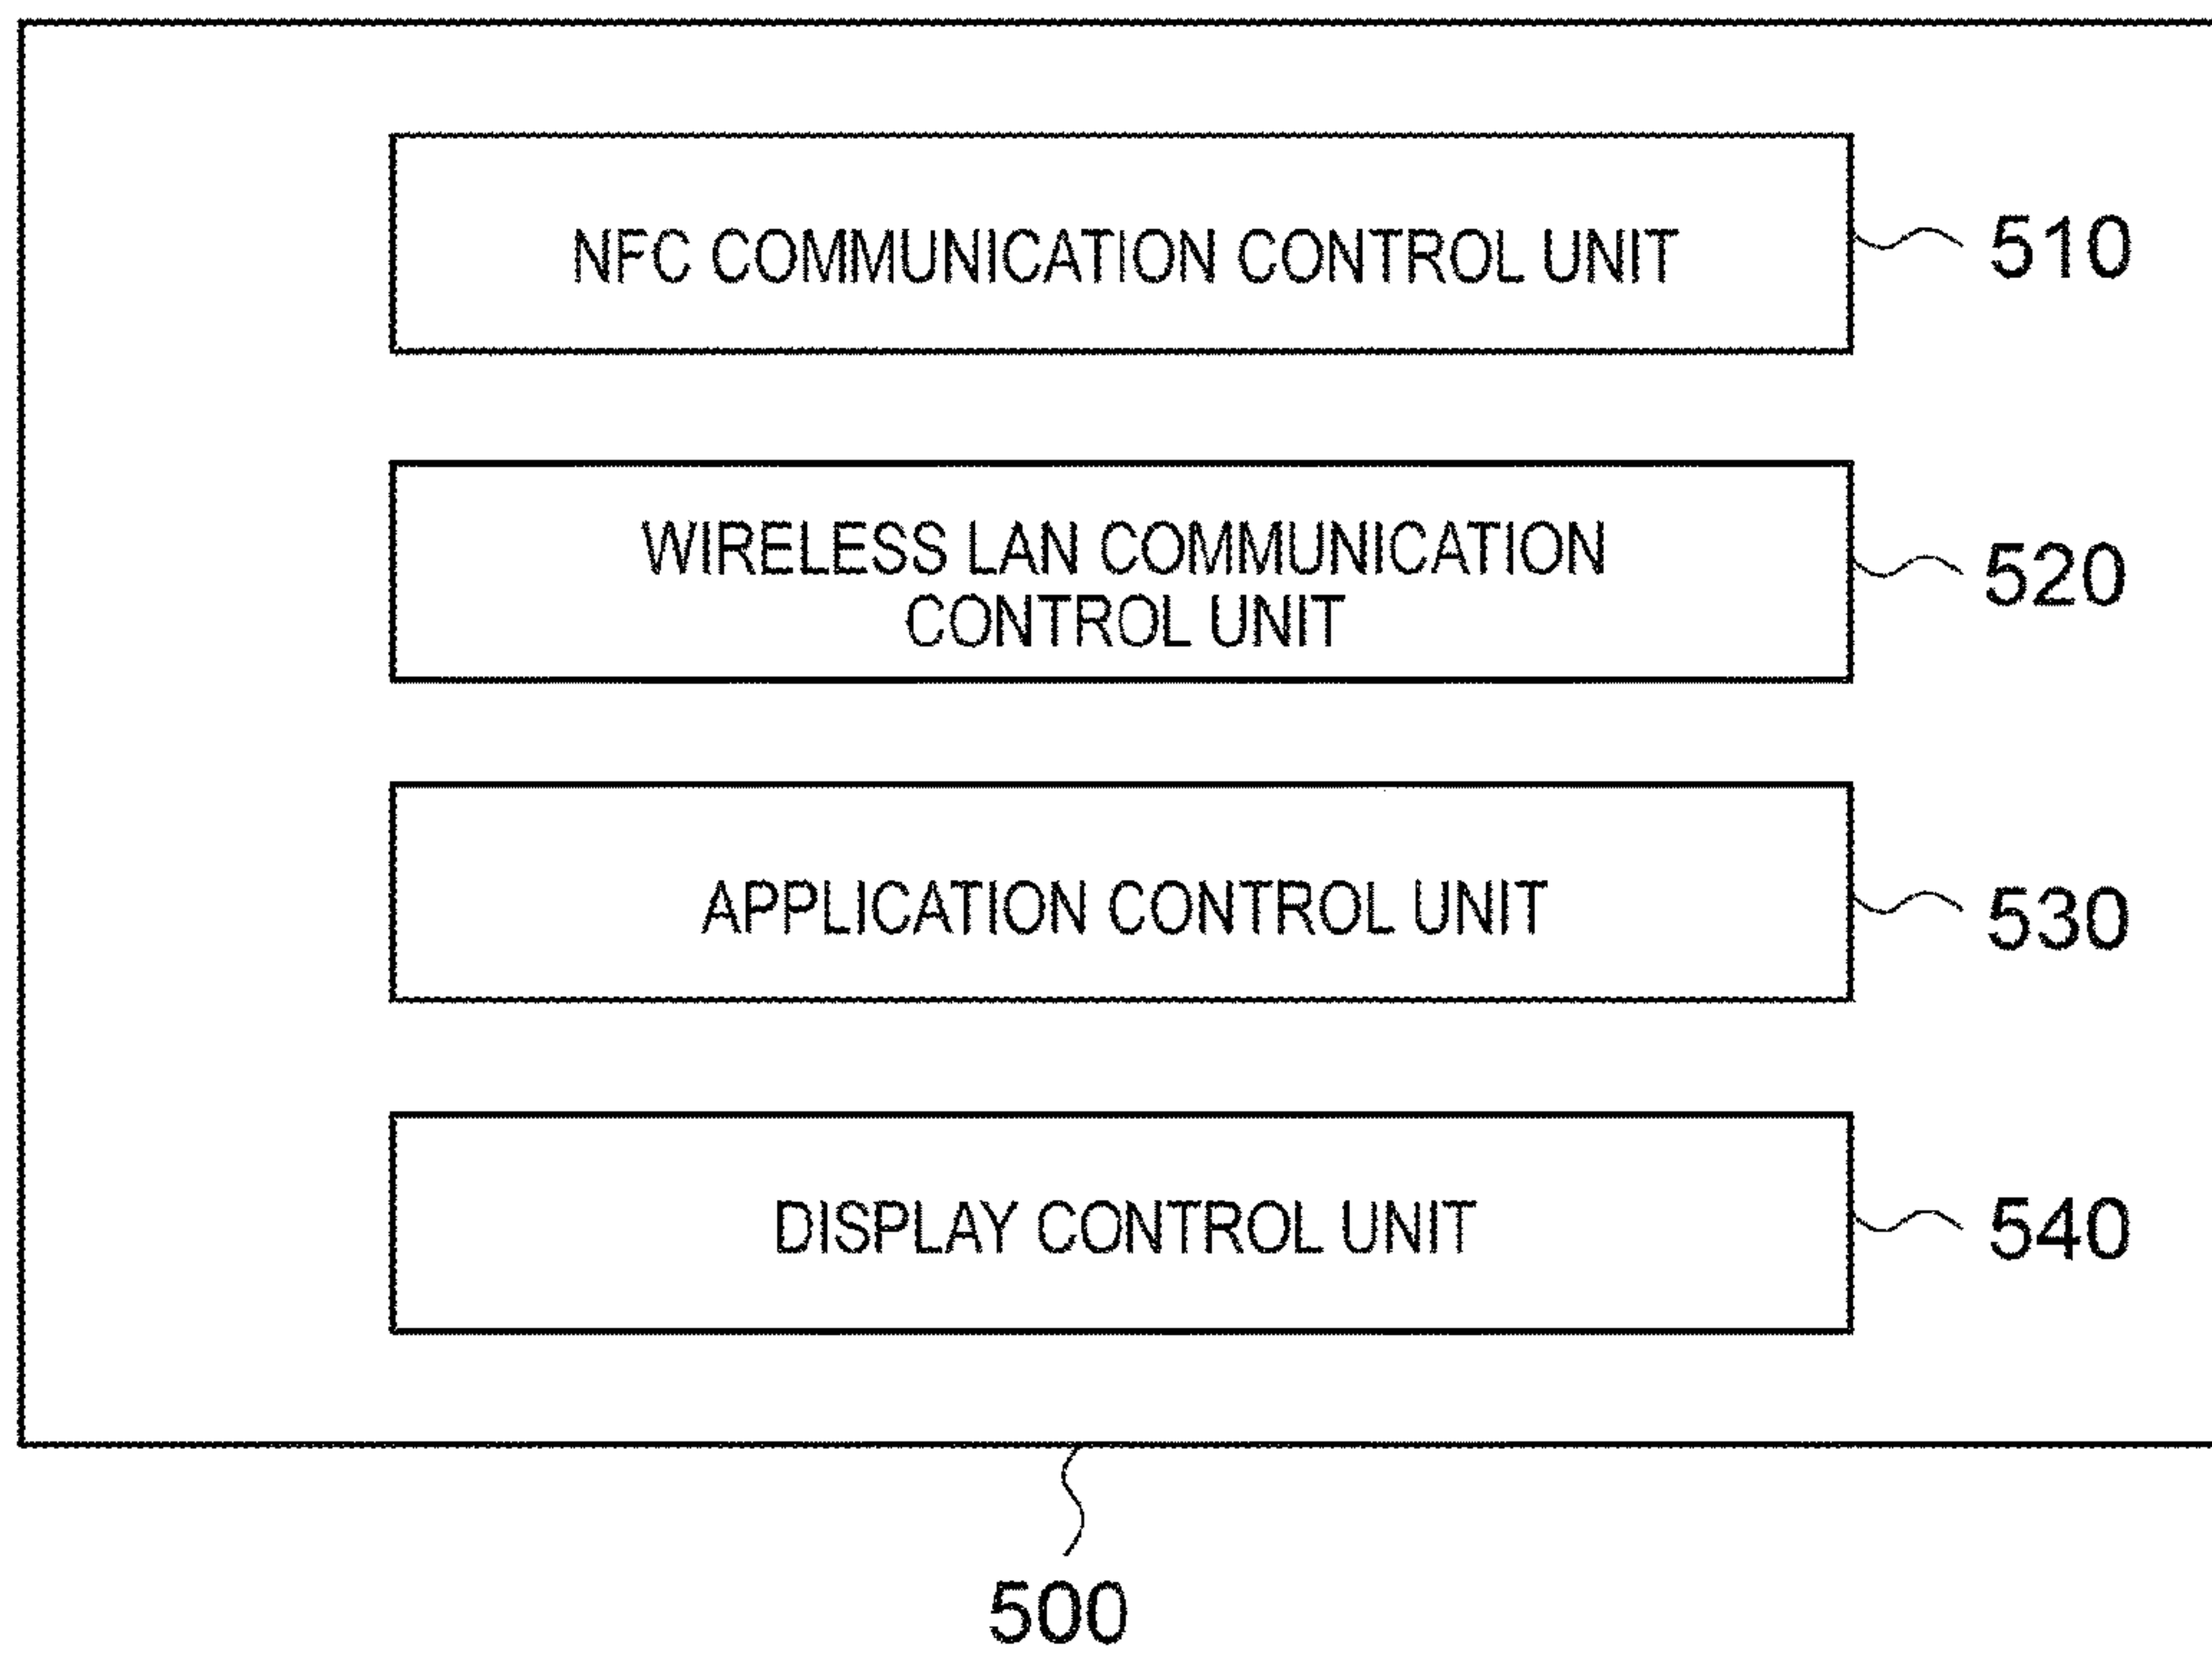 NFC COMMUNICATION CONTROL UNIT
510
WIRELESS LAN COMMUNICATION
CONTROL UNIT
520
APPLICATION CONTROL UNIT
530
DISPLAY CONTROL UNIT
540
500